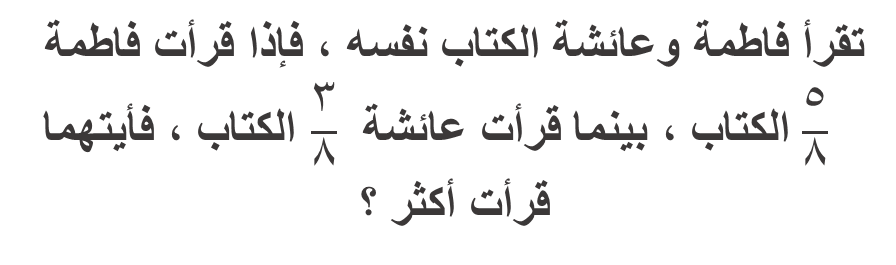 تقرأ فاطمة وعائشة الكتاب نفسه ، فإذا قرأت فاطمة
٥/٨ الكتاب ، بينما قرأت عائشة ٣/٨ الكتاب ، فأيتهما
قرأت أكثر ؟